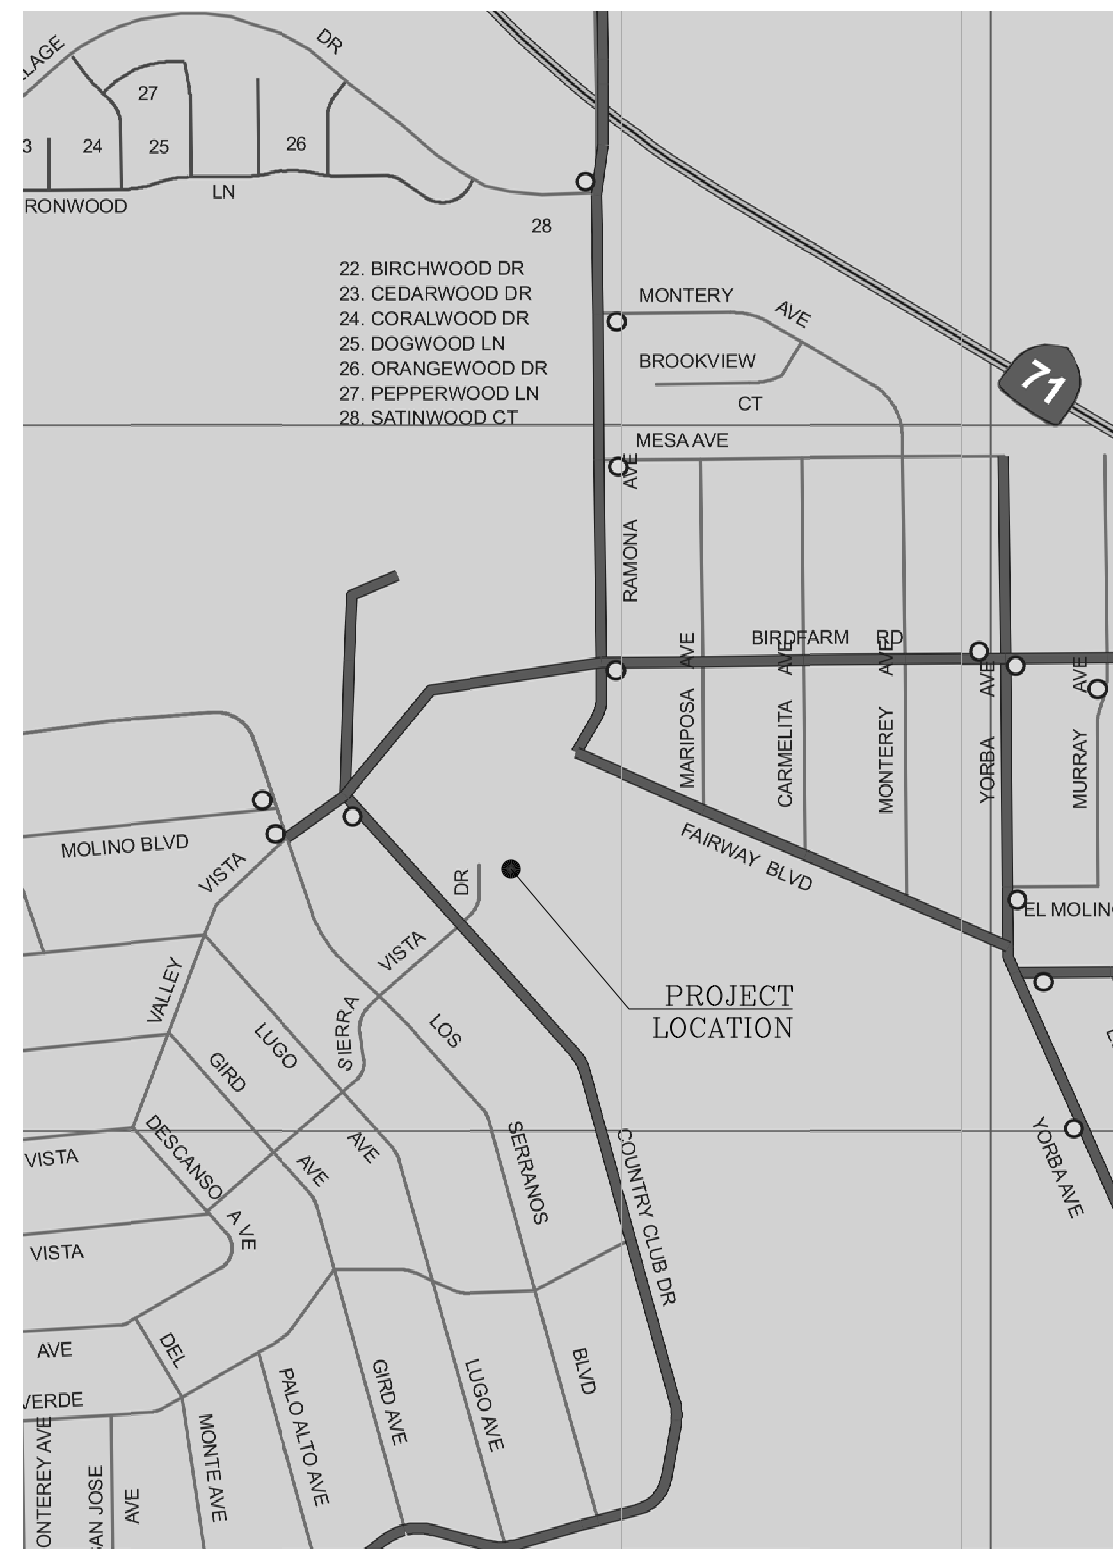 LAGE
DR
27
3
24
25
26
LN
RONWOOD
28
22. BIRCHWOOD DR
23. CEDARWOOD DR
24. CORALWOOD DR
25. DOGWOOD LN
26. ORANGEWOOD DR
27. PEPPERWOOD LN
28. SATINWOOD CT
MONTERY
AVE
BROOKVIEW
CT
71
MESA AVE
RAMONA AVE
BIRDFARM RD
MARIPOSA AVE
CARMELITA AVE
MONTEREY AVE
YORBA AVE
MURRAY AVE
FAIRWAY BLVD
MOLINO BLVD
VISTA
DR
VISTA
EL MOLIN
VALLEY
SIERRA
LOS
PROJECT
LOCATION
LUGO
GIRD
DESCANSO
AVE
AVE
SERRANOS
COUNTRY CLUB DR
YORBA AVE
VISTA
A VE
VISTA
AVE
DEL
VERDE
GIRD AVE
LUGO AVE
BLVD
PALO ALTO AVE
MONTE AVE
ONTEREY AVE
SAN JOSE
AVE